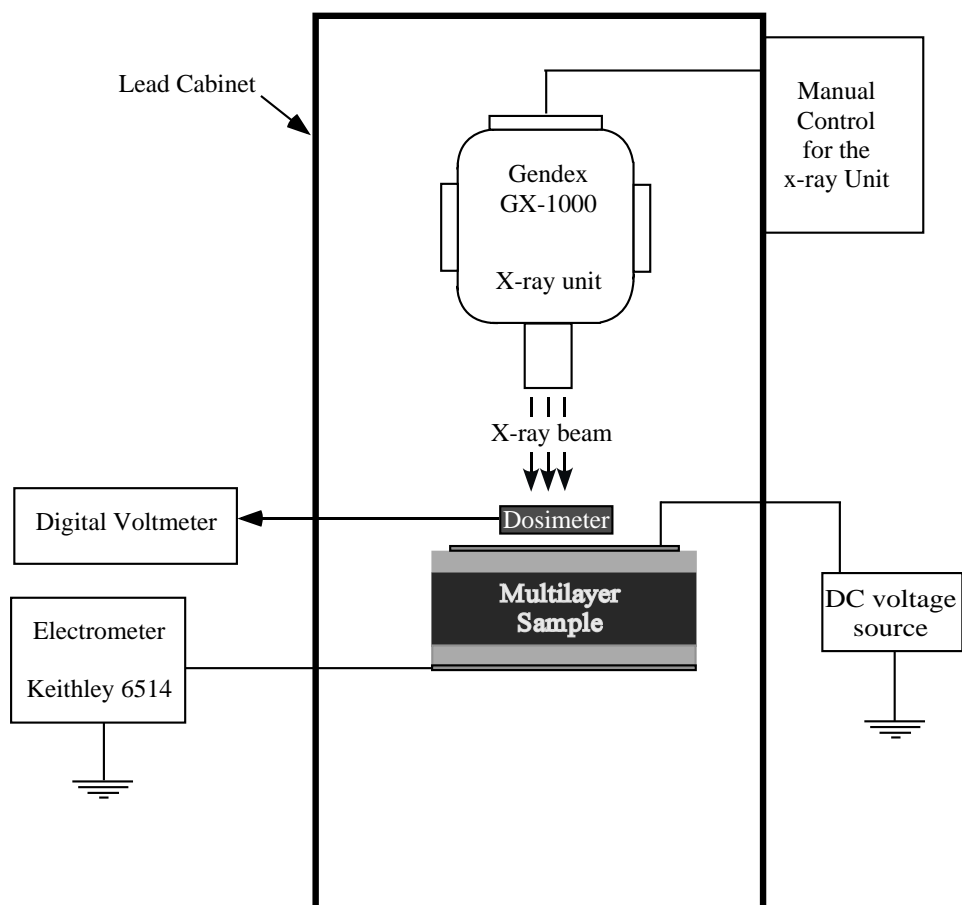 Lead Cabinet
Manual
Control
for the
x-ray Unit
Gendex
GX-1000
X-ray unit
X-ray beam
Digital Voltmeter
Dosimeter
Multilayer
Sample
DC voltage
source
Electrometer
Keithley 6514